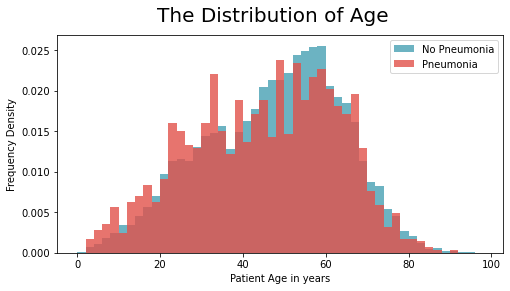 The Distribution of Age
No Pneumonia
Pneumonia
Frequency Density
0.025
0.020
0.015
0.010
0.005
0.000
0 20 40 60 80 100
Patient Age in years